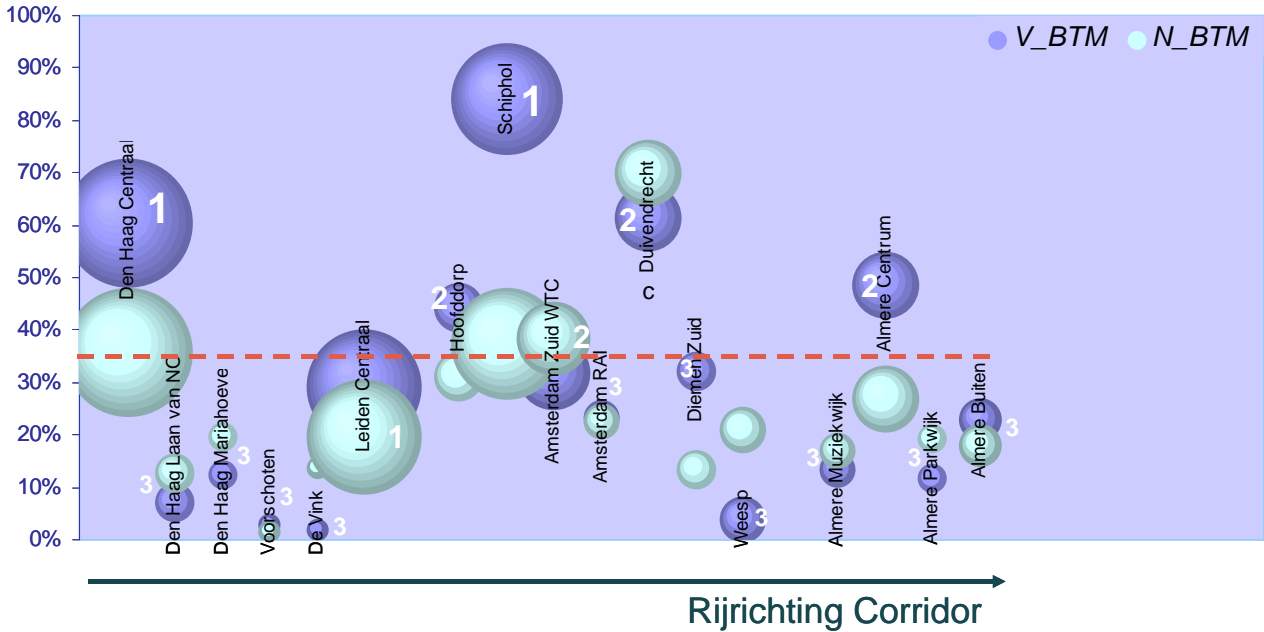 100%
90%
80%
70%
60%
50%
40%
30%
20%
10%
0%
V_BTM
N_BTM
Den Haag Centraal
1
Den Haag Laan van NOI
3
Den Haag Mariahoeve
3
Voorschoten
3
De Vink
3
Leiden Centraal
1
Hoofddorp
2
Schiphol
1
Amsterdam Zuid WTC
2
Amsterdam RAI
3
Duivendrecht
2
c
Diemen Zuid
3
Weesp
3
Almere Muziekwijk
3
Almere Centrum
2
Almere Parkwijk
3
Almere Buiten
3
Rijrichting Corridor